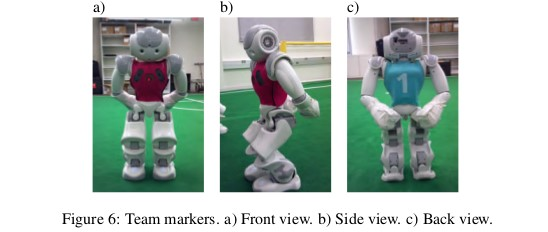 a) b) c)
1
Figure 6: Team markers. a) Front view. b) Side view. c) Back view.